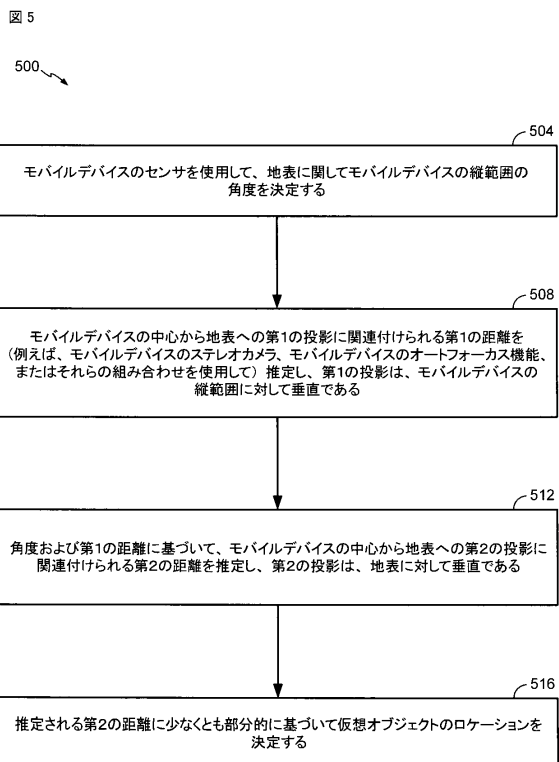 図 5
500
504
モバイルデバイスのセンサを使用して、地表に関してモバイルデバイスの縦範囲の
角度を決定する
508
モバイルデバイスの中心から地表への第1の投影に関連付けられる第1の距離を
(例えば、モバイルデバイスのステレオカメラ、モバイルデバイスのオートフォーカス機能、
またはそれらの組み合わせを使用して)推定し、第1の投影は、モバイルデバイスの
縦範囲に対して垂直である
512
角度および第1の距離に基づいて、モバイルデバイスの中心から地表への第2の投影に
関連付けられる第2の距離を推定し、第2の投影は、地表に対して垂直である
516
推定される第2の距離に少なくとも部分的に基づいて仮想オブジェクトのロケーションを
決定する